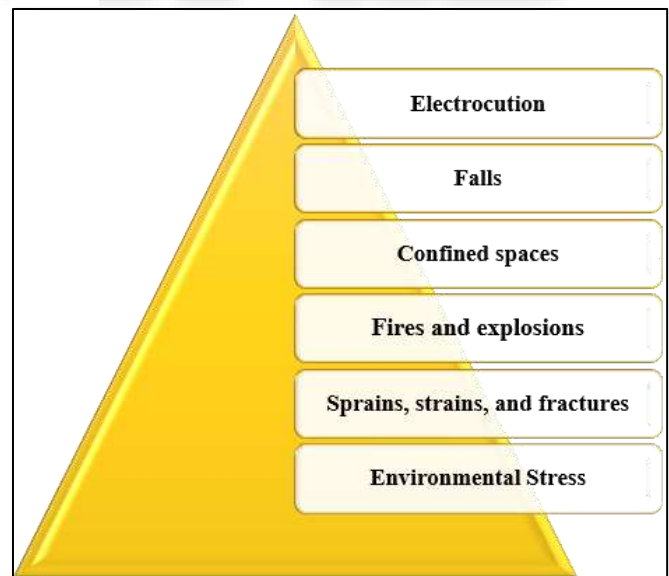 Electrocution
Falls
Confined spaces
Fires and explosions
Sprains, strains, and fractures
Environmental Stress